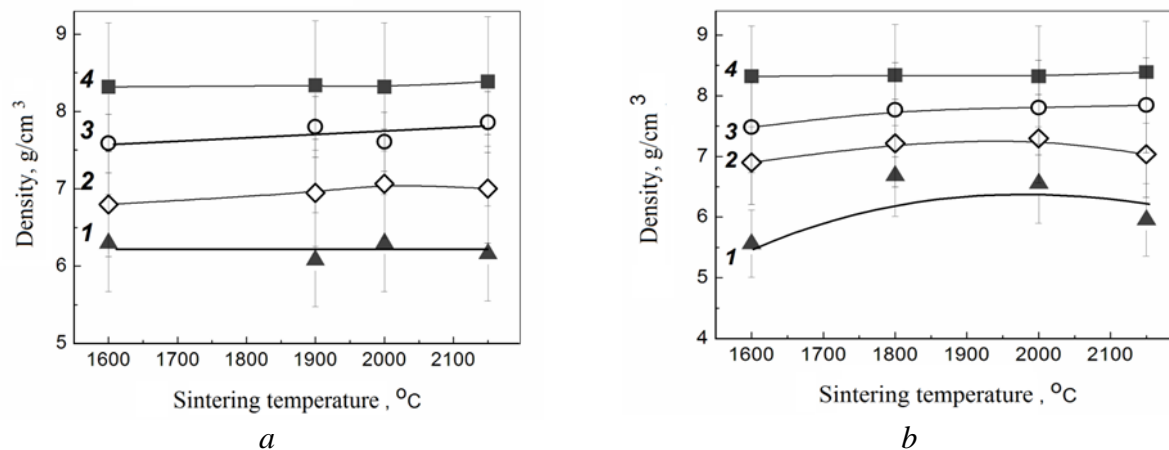 9
8
7
6
5
Density, g/cm 3
4
3
2
1
1600 1700 1800 1900 2000 2100
Sintering temperature , °C
a
9
8
7
6
5
4
Density, g/cm 3
4
3
2
1
1600 1700 1800 1900 2000 2100
Sintering temperature , °C
b